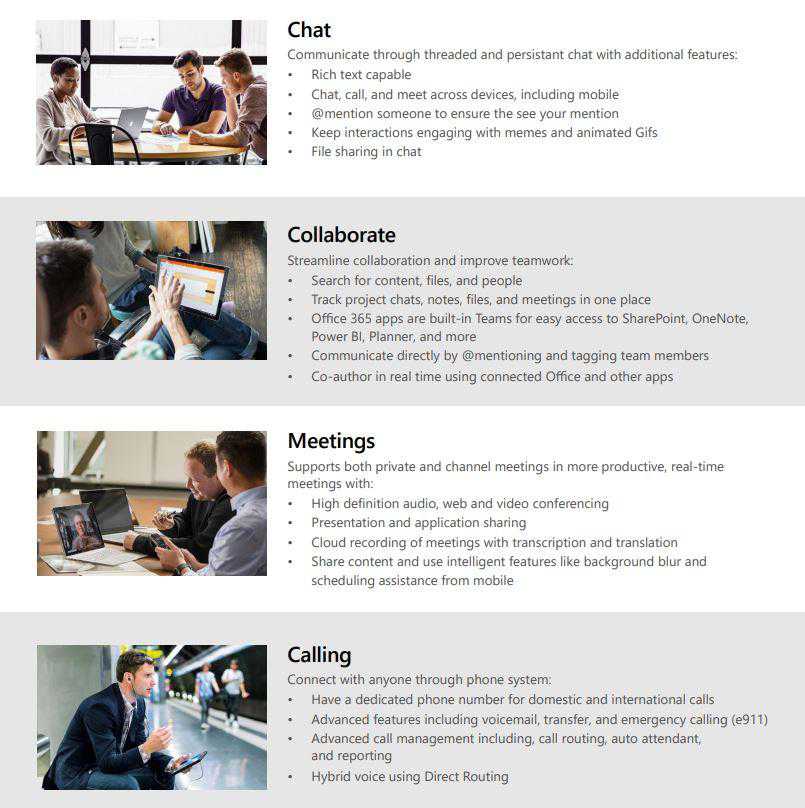 Chat
Communicate through threaded and persistant chat with additional features:
• Rich text capable
• Chat, call, and meet across devices, including mobile
• @mention someone to ensure the see your mention
• Keep interactions engaging with memes and animated Gifs
• File sharing in chat
Collaborate
Streamline collaboration and improve teamwork:
• Search for content, files, and people
• Track project chats, notes, files, and meetings in one place
• Office 365 apps are built-in Teams for easy access to SharePoint, OneNote,
Power BI, Planner, and more
• Communicate directly by @mentioning and tagging team members
• Co-author in real time using connected Office and other apps
Meetings
Supports both private and channel meetings in more productive, real-time
meetings with:
• High definition audio, web and video conferencing
• Presentation and application sharing
• Cloud recording of meetings with transcription and translation
• Share content and use intelligent features like background blur and
scheduling assistance from mobile
Calling
Connect with anyone through phone system:
• Have a dedicated phone number for domestic and international calls
• Advanced features including voicemail, transfer, and emergency calling (e911)
• Advanced call management including, call routing, auto attendant,
and reporting
• Hybrid voice using Direct Routing